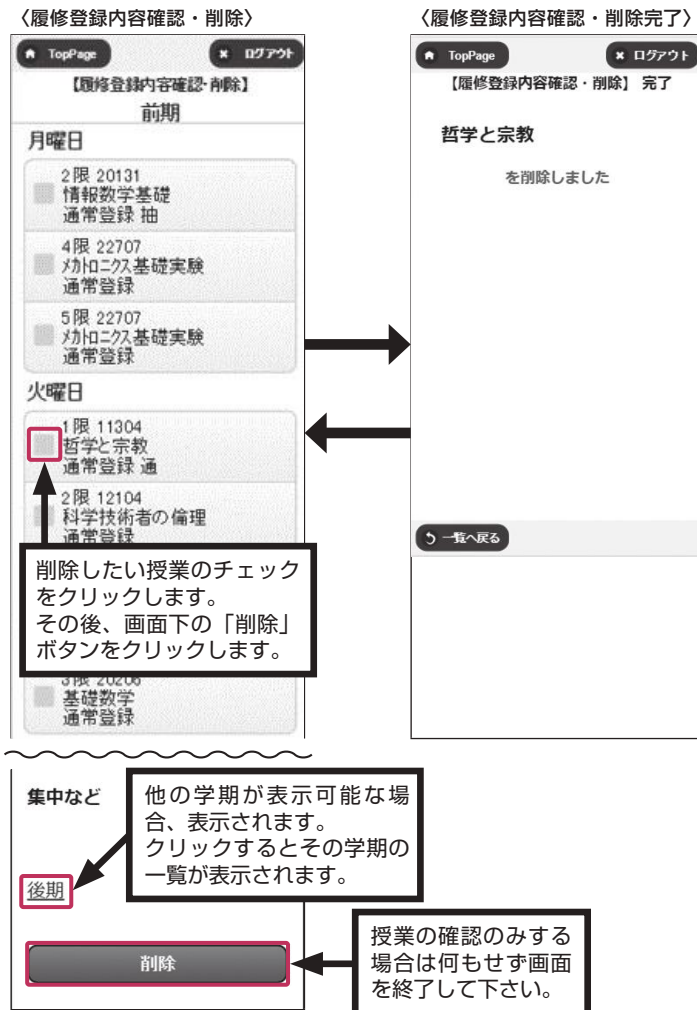 〈履修登録内容確認・削除〉
TopPage
ログアウト
【履修登録内容確認・削除】
前期
月曜日
2限 20131
情報数学基礎
通常登録 抽
4限 22707
メカトロニクス基礎実験
通常登録
5限 22707
メカトロニクス基礎実験
通常登録
火曜日
1限 11304
哲学と宗教
通常登録 通
2限 12104
科学技術者の倫理
通常登録
削除したい授業のチェック
をクリックします。
その後、画面下の「削除」
ボタンをクリックします。
3限 20206
基礎数学
通常登録
集中など
他の学期が表示可能な場
合、表示されます。
クリックするとその学期の
一覧が表示されます。
後期
削除
授業の確認のみする
場合は何もせず画面
を終了して下さい。
〈履修登録内容確認・削除完了〉
TopPage
ログアウト
【履修登録内容確認・削除】 完了
哲学と宗教
を削除しました
一覧へ戻る